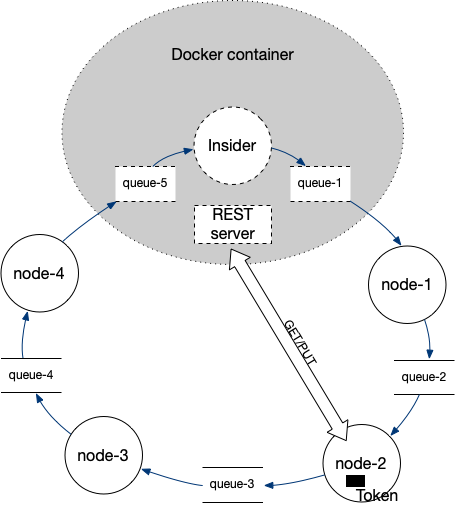 Docker container
Insider
queue-5
queue-1
REST
server
node-4
node-1
GET/PUT
queue-4
queue-2
node-3
node-2
queue-3
Token